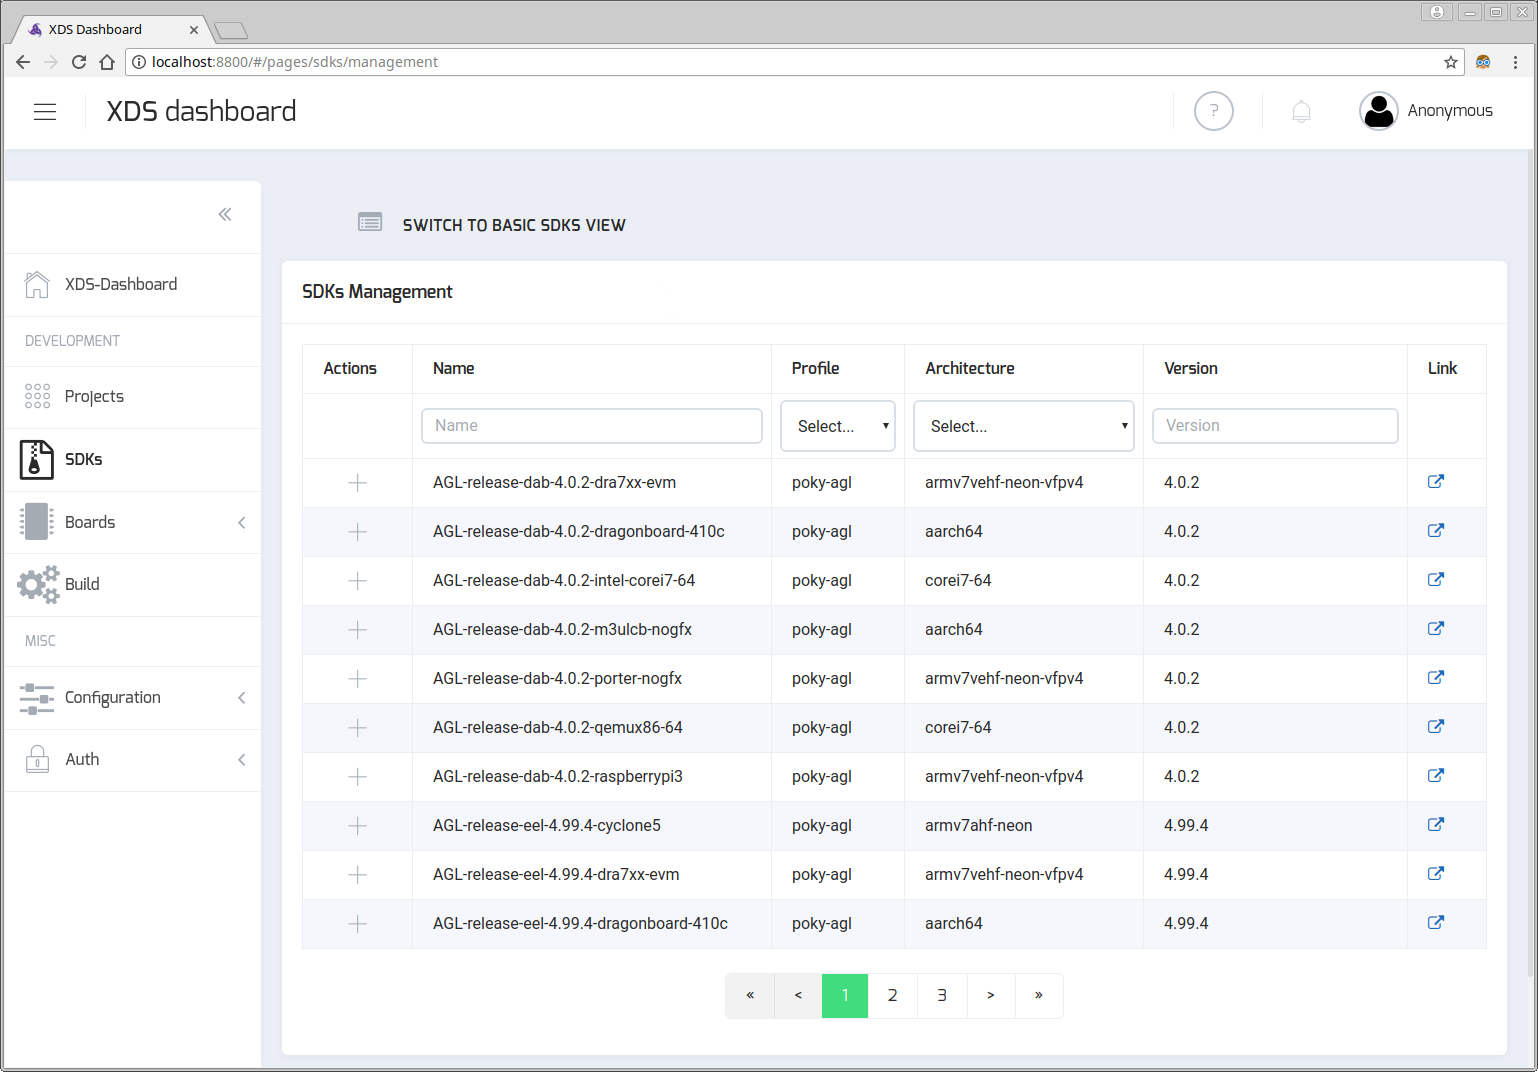 XDS Dashboard
localhost:8800/#/pages/sdks/management
XDS dashboard
?
Anonymous
SWITCH TO BASIC SDKS VIEW
XDS-Dashboard
DEVELOPMENT
Projects
SDKs
Boards
Build
MISC
Configuration
Auth
SDKs Management
Actions Name Profile Architecture Version Link
Name Select... Select... Version
AGL-release-dab-4.0.2-dra7xx-evm poky-agl armv7vehf-neon-vfpv4 4.0.2
AGL-release-dab-4.0.2-dragonboard-410c poky-agl aarch64 4.0.2
AGL-release-dab-4.0.2-intel-corei7-64 poky-agl corei7-64 4.0.2
AGL-release-dab-4.0.2-m3ulcb-nogfx poky-agl aarch64 4.0.2
AGL-release-dab-4.0.2-porter-nogfx poky-agl armv7vehf-neon-vfpv4 4.0.2
AGL-release-dab-4.0.2-qemux86-64 poky-agl corei7-64 4.0.2
AGL-release-dab-4.0.2-raspberrypi3 poky-agl armv7vehf-neon-vfpv4 4.0.2
AGL-release-eel-4.99.4-cyclone5 poky-agl armv7ahf-neon 4.99.4
AGL-release-eel-4.99.4-dra7xx-evm poky-agl armv7vehf-neon-vfpv4 4.99.4
AGL-release-eel-4.99.4-dragonboard-410c poky-agl aarch64 4.99.4
« < 1 2 3 > »